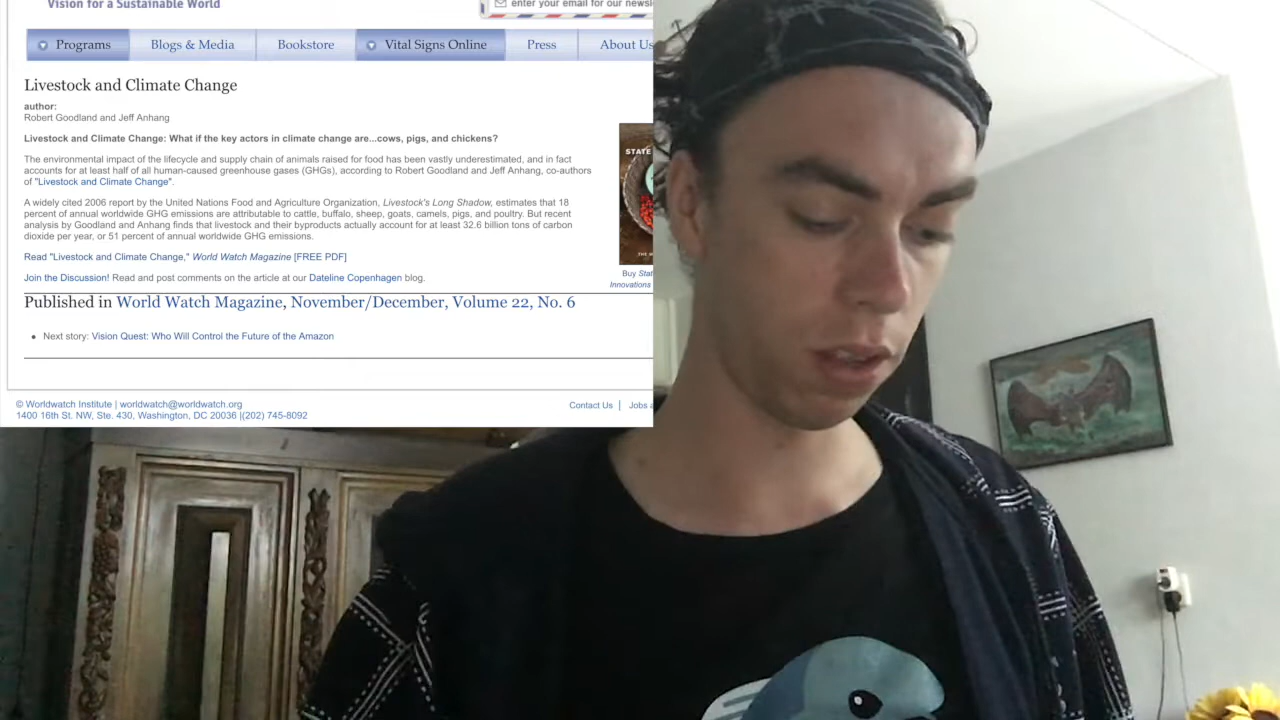 Vision for a Sustainable World
enter your email for our newsl
Programs Blogs & Media Bookstore Vital Signs Online Press About Us
Livestock and Climate Change
author:
Robert Goodland and Jeff Anhang
Livestock and Climate Change: What if the key actors in climate change are...cows, pigs, and chickens?
The environmental impact of the lifecycle and supply chain of animals raised for food has been vastly underestimated, and in fact
accounts for at least half of all human-caused greenhouse gases (GHGs), according to Robert Goodland and Jeff Anhang, co-authors
of "Livestock and Climate Change".
STATE
A widely cited 2006 report by the United Nations Food and Agriculture Organization, Livestock's Long Shadow, estimates that 18
percent of annual worldwide GHG emissions are attributable to cattle, buffalo, sheep, goats, camels, pigs, and poultry. But recent
analysis by Goodland and Anhang finds that livestock and their byproducts actually account for at least 32.6 billion tons of carbon
dioxide per year, or 51 percent of annual worldwide GHG emissions.
Read "Livestock and Climate Change," World Watch Magazine [FREE PDF]
Join the Discussion! Read and post comments on the article at our Dateline Copenhagen blog.
Buy Stat
Innovations
Published in World Watch Magazine, November/December, Volume 22, No. 6
Next story: Vision Quest: Who Will Control the Future of the Amazon
© Worldwatch Institute | worldwatch@worldwatch.org
1400 16th St. NW, Ste. 430, Washington, DC 20036 |(202) 745-8092
Contact Us | Jobs a